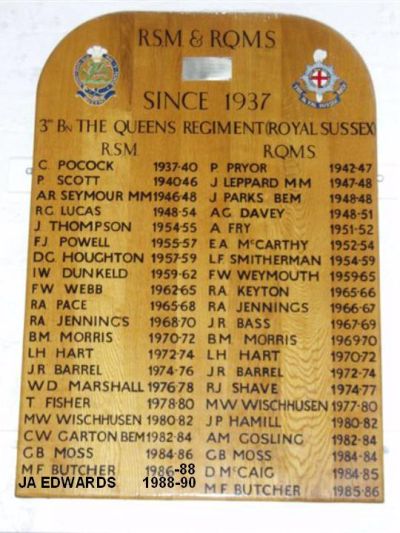 R.S.M & R.Q.M.S
SINCE 1937
3RD BN THE QUEENS REGIMENT (ROYAL SUSSEX)
R.S.M. R.Q.M.S
C. POCOCK 1937-40 P. PRYOR 1942-47
P SCOTT 1940-46 J LEPPARD MM 1947-48
AR SEYMOUR MM 1946-48 J PARKS BEM 1948-48
RG LUCAS 1948-54 AG DAVEY 1948-51
J THOMPSON 1954-55 A FRY 1951-52
FJ POWELL 1955-57 EA McCARTHY 1952-54
DG HOUGHTON 1957-59 LF SMITHERMAN 1954-59
IW DUNKELD 1959-62 FW WEYMOUTH 1959-65
FW WEBB 1962-65 RA KEYTON 1965-66
RA PACE 1965-68 RA JENNINGS 1966-67
RA JENNINGS 1968-70 JR BASS 1967-69
BM MORRIS 1970-72 BM MORRIS 1969-70
LH HART 1972-74 LH HART 1970-72
JR BARREL 1974-76 JR BARREL 1972-74
WD MARSHALL 1976-78 RJ SHAVE 1974-77
T FISHER 1978-80 MW WISCHHUSEN 1977-80
MW WISCHHUSEN 1980-82 JP HAMILL 1980-82
CW GARTON BEM 1982-84 AM GOSLING 1982-84
GB MOSS 1984-86 GB MOSS 1984-84
MF BUTCHER 1986-88 D McCAIG 1984-85
JA EDWARDS 1988-90 MF BUTCHER 1985-86